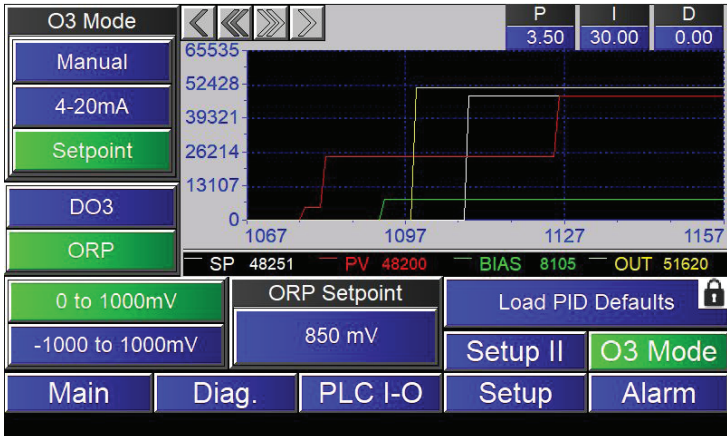 O3 Mode
Manual
4-20mA
Setpoint
DO3
ORP
P I D
3.50 30.00 0.00
65535
52428
39321
26214
13107
0
1067 1097 1127 1157
SP 48251 PV 48200 BIAS 8105 OUT 51620
0 to 1000mV
-1000 to 1000mV
ORP Setpoint
850 mV
Load PID Defaults
Setup II O3 Mode
Main Diag. PLC I-O Setup Alarm